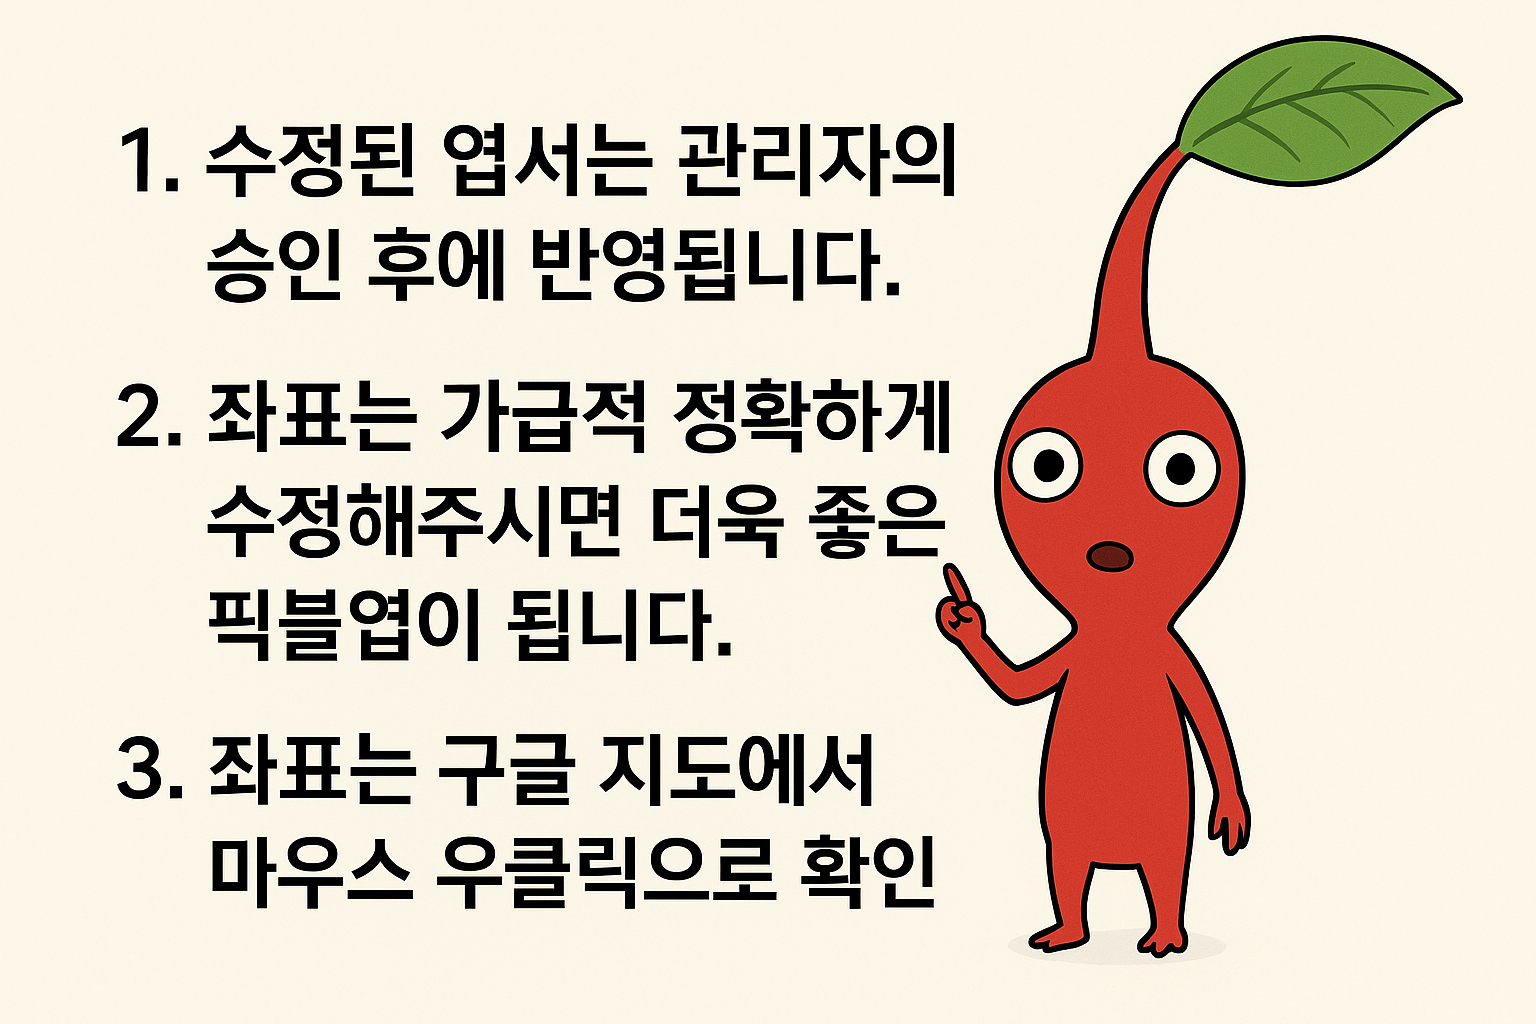 1. 수정된 엽서는 관리자의
승인 후에 반영됩니다.
2. 좌표는 가급적 정확하게
수정해주시면 더욱 좋은
픽블엽이 됩니다.
3. 좌표는 구글 지도에서
마우스 우클릭으로 확인